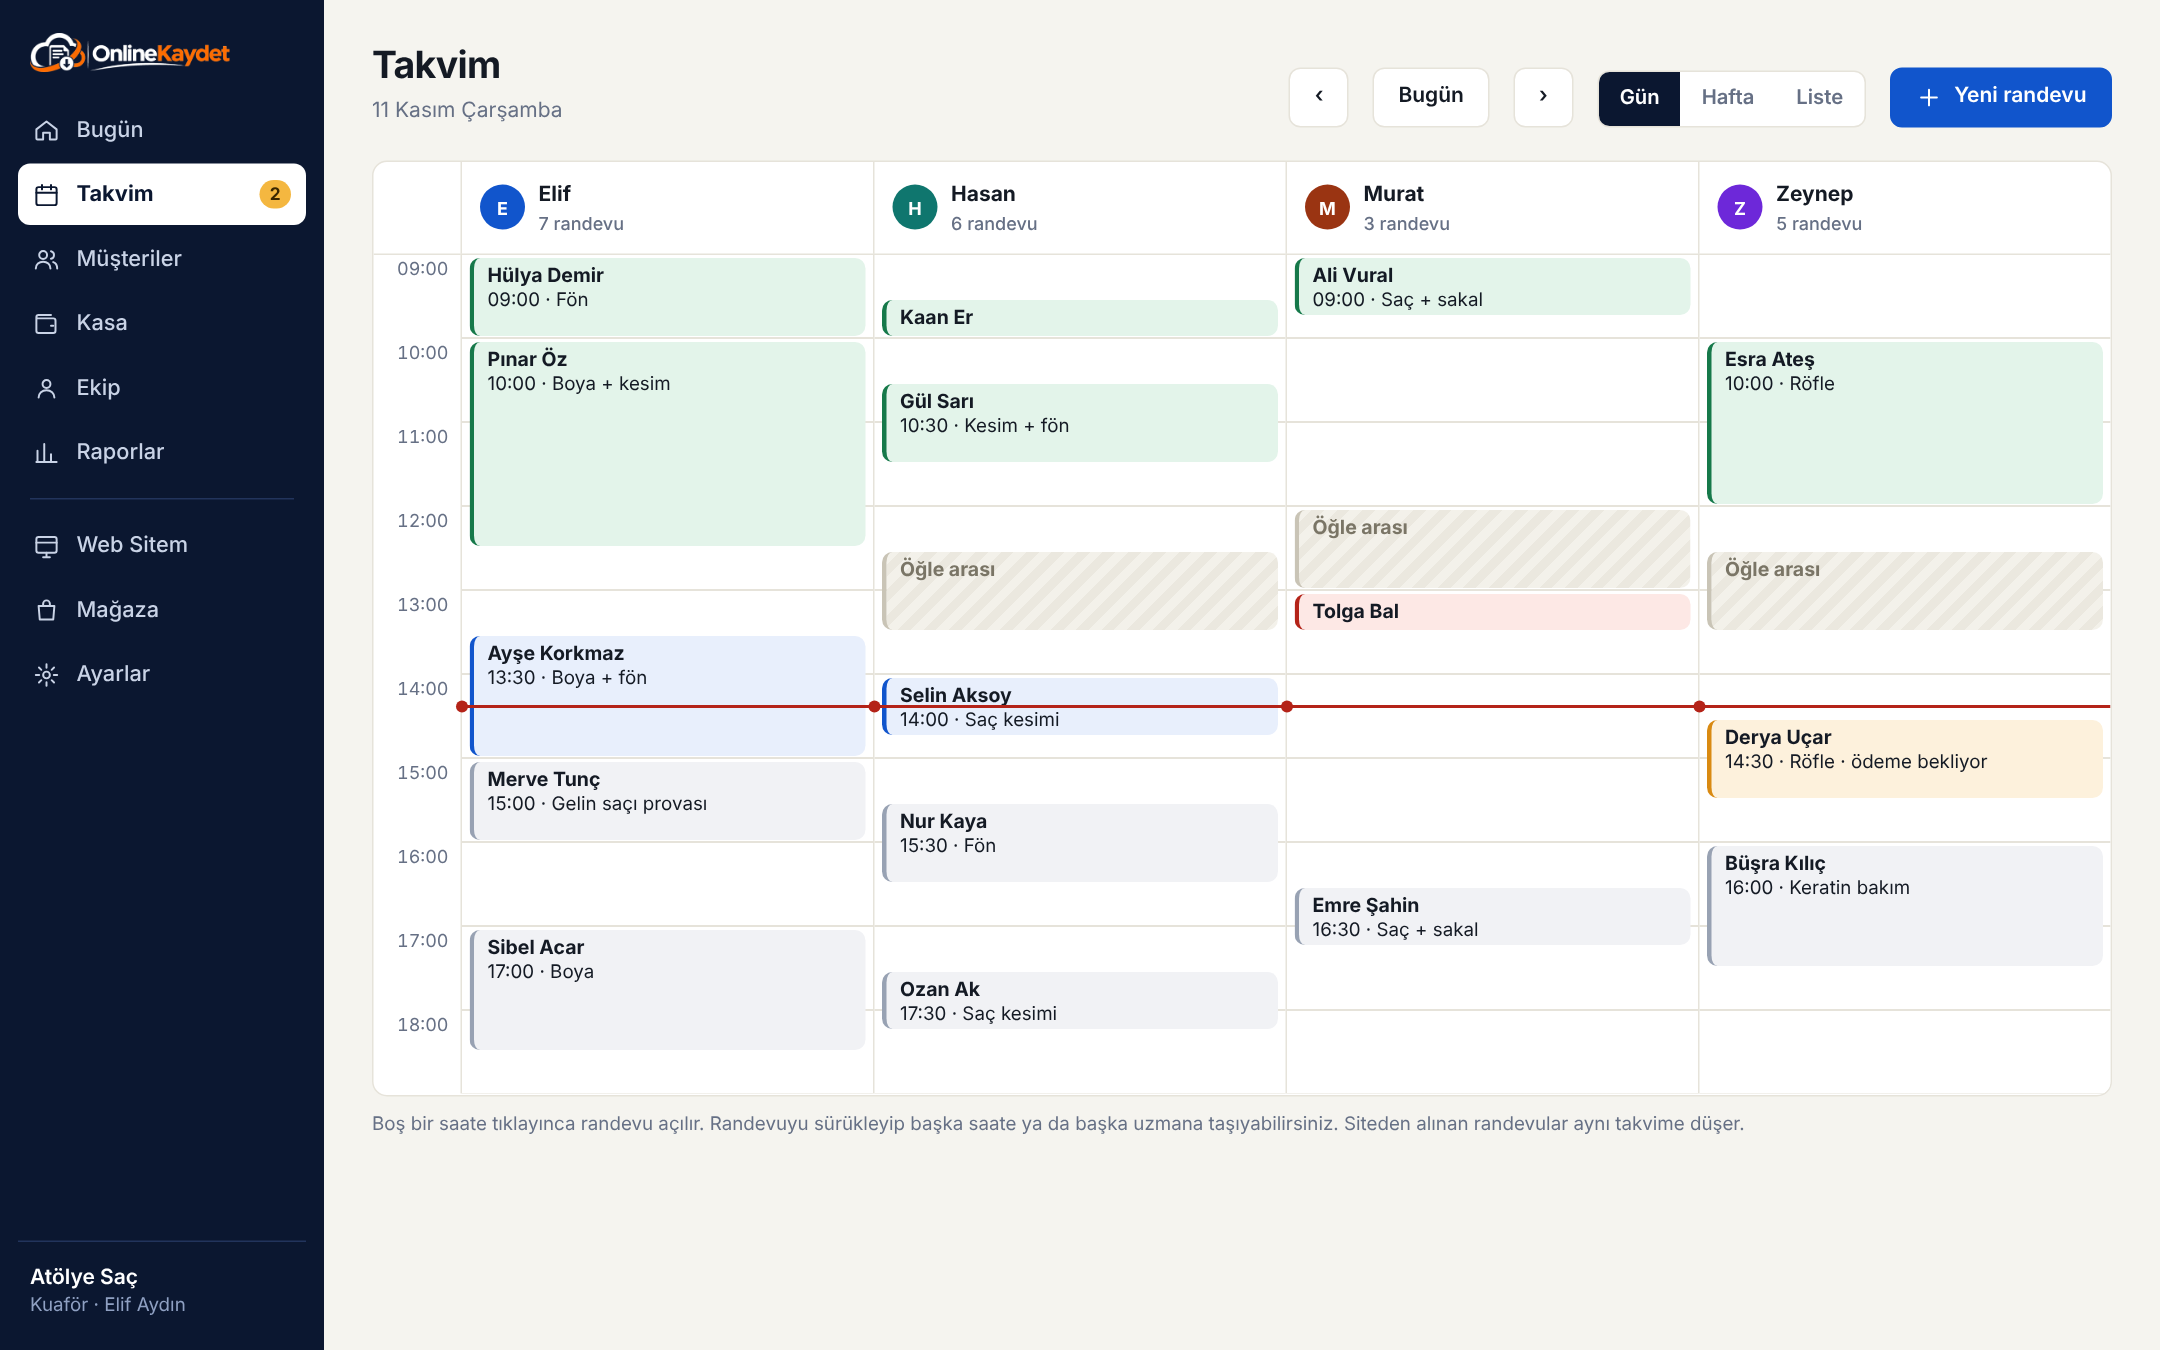 OnlineKaydet
Bugün
Takvim
2
Müşteriler
Kasa
Ekip
Raporlar
Web Sitem
Mağaza
Ayarlar
Atölye Saç
Kuaför · Elif Aydın
Takvim
11 Kasım Çarşamba
‹
Bugün
›
Gün
Hafta
Liste
+ Yeni randevu
E
Elif
7 randevu
H
Hasan
6 randevu
M
Murat
3 randevu
Z
Zeynep
5 randevu
09:00
10:00
11:00
12:00
13:00
14:00
15:00
16:00
17:00
18:00
Hülya Demir
09:00 · Fön
Pınar Öz
10:00 · Boya + kesim
Ayşe Korkmaz
13:30 · Boya + fön
Merve Tunç
15:00 · Gelin saçı provası
Sibel Acar
17:00 · Boya
Kaan Er
Gül Sarı
10:30 · Kesim + fön
Öğle arası
Selin Aksoy
14:00 · Saç kesimi
Nur Kaya
15:30 · Fön
Ozan Ak
17:30 · Saç kesimi
Ali Vural
09:00 · Saç + sakal
Öğle arası
Tolga Bal
Emre Şahin
16:30 · Saç + sakal
Esra Ateş
10:00 · Röfle
Öğle arası
Derya Uçar
14:30 · Röfle · ödeme bekliyor
Büşra Kılıç
16:00 · Keratin bakım
Boş bir saate tıklayınca randevu açılır. Randevuyu sürükleyip başka saate ya da başka uzmana taşıyabilirsiniz. Siteden alınan randevular aynı takvime düşer.